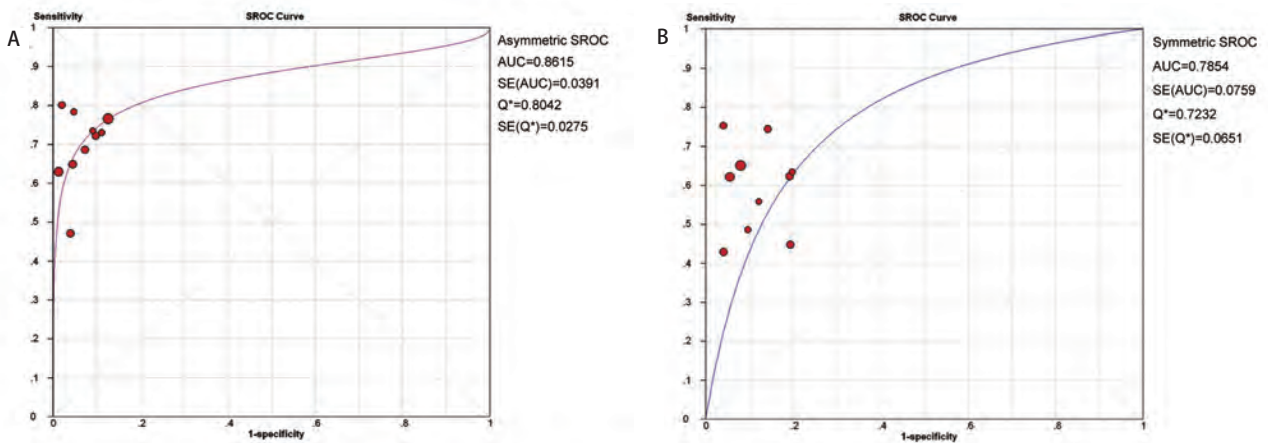 A
Sensitivity SROC Curve
1
.9
.8
.7
.6
.5
.4
.3
.2
.1
0
0 .2 .4 .6 .8 1
1-specificity
Asymmetric SROC
AUC=0.8615
SE(AUC)=0.0391
Q*=0.8042
SE(Q*)=0.0275
B
Sensitivity SROC Curve
1
.9
.8
.7
.6
.5
.4
.3
.2
.1
0
0 .2 .4 .6 .8 1
1-specificity
Symmetric SROC
AUC=0.7854
SE(AUC)=0.0759
Q*=0.7232
SE(Q*)=0.0651